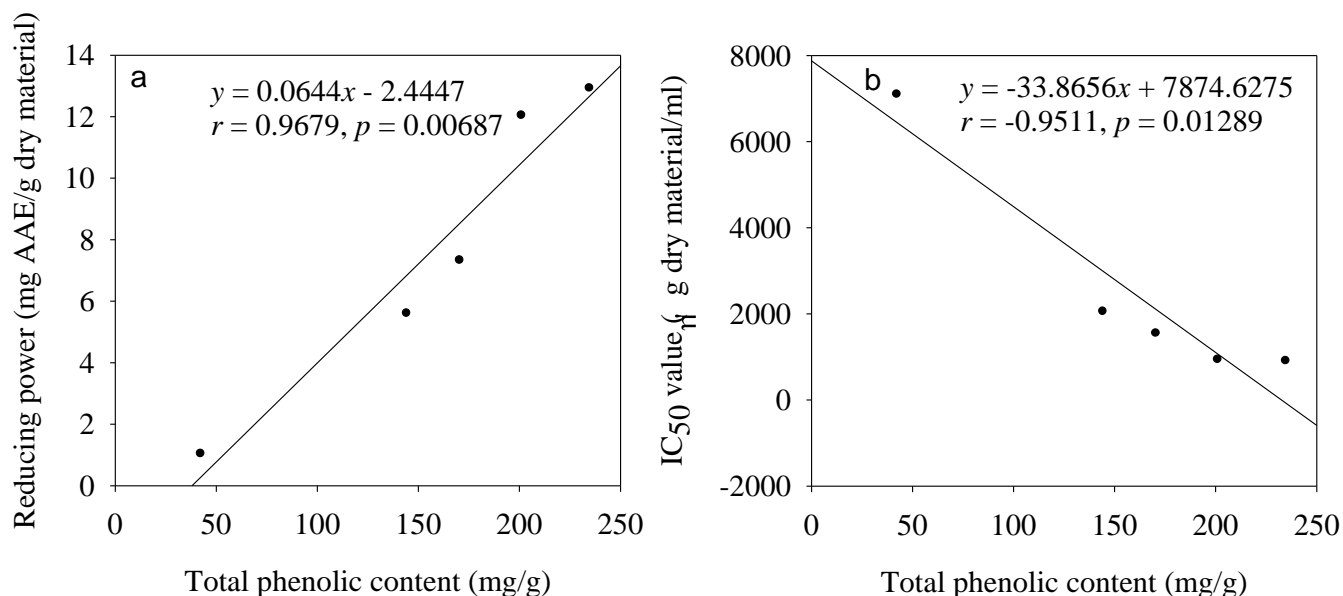 a
y = 0.0644x - 2.4447
r = 0.9679, p = 0.00687
Reducing power (mg AAE/g dry material)
14
12
10
8
6
4
2
0
0 50 100 150 200 250
Total phenolic content (mg/g)
b
y = -33.8656x + 7874.6275
r = -0.9511, p = 0.01289
IC50 value ( g dry material/ml)
8000
6000
4000
2000
0
-2000
0 50 100 150 200 250
Total phenolic content (mg/g)